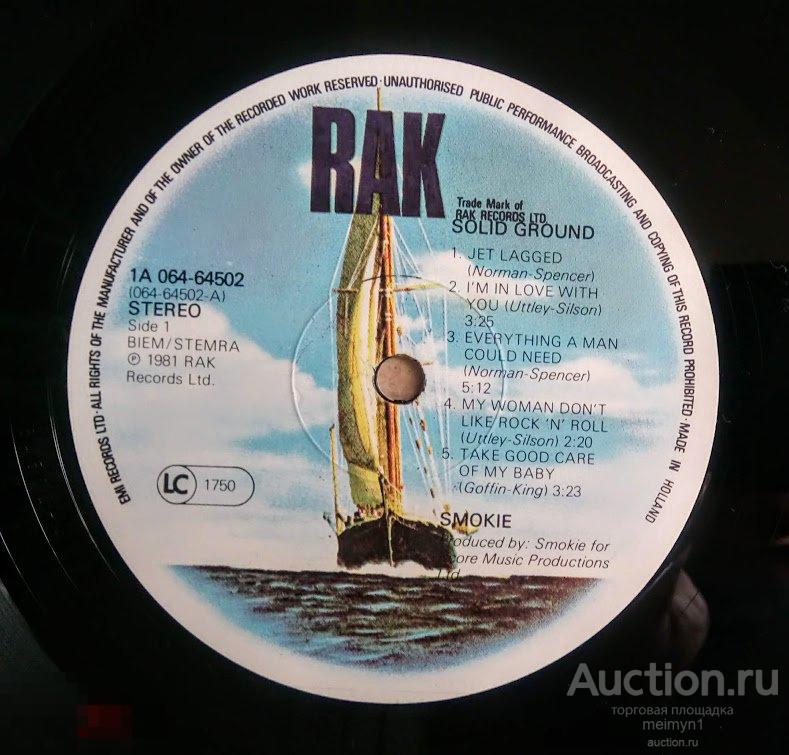 EMI RECORDS LTD · ALL RIGHTS OF THE MANUFACTURER AND OF THE OWNER OF THE RECORDED WORK RESERVED · UNAUTHORISED PUBLIC PERFORMANCE BROADCASTING AND COPYING OF THIS RECORD PROHIBITED · MADE IN HOLLAND
RAK
Trade Mark of
RAK RECORDS LTD.
SOLID GROUND
1A 064-64502
(064-64502-A)
STEREO
Side 1
BIEM/STEMRA
℗ 1981 RAK
Records Ltd.
LC 1750
1. JET LAGGED
(Norman-Spencer)
2. I'M IN LOVE WITH
YOU (Uttley-Silson)
3:25
3. EVERYTHING A MAN
COULD NEED
(Norman-Spencer)
5:12
4. MY WOMAN DON'T
LIKE ROCK 'N' ROLL
(Uttley-Silson) 2:20
5. TAKE GOOD CARE
OF MY BABY
(Goffin-King) 3:23
SMOKIE
by: Smokie for
Music Productions
Ltd.
Auction.ru
торговая площадка
meimyn1
auction.ru